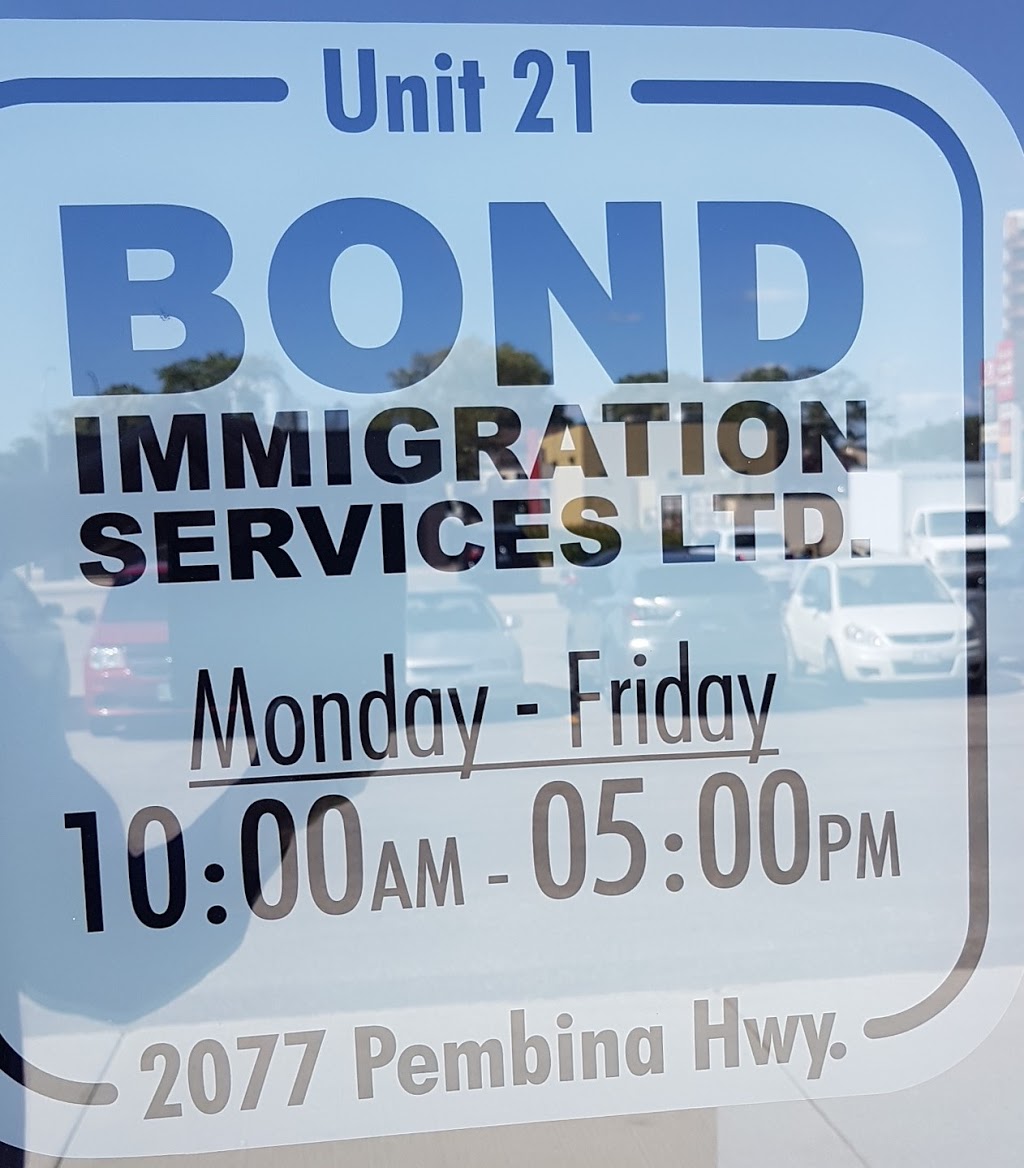 Unit 21
BOND
IMMIGRATION
SERVICES LTD.
Monday - Friday
10:00AM - 05:00PM
2077 Pembina Hwy.